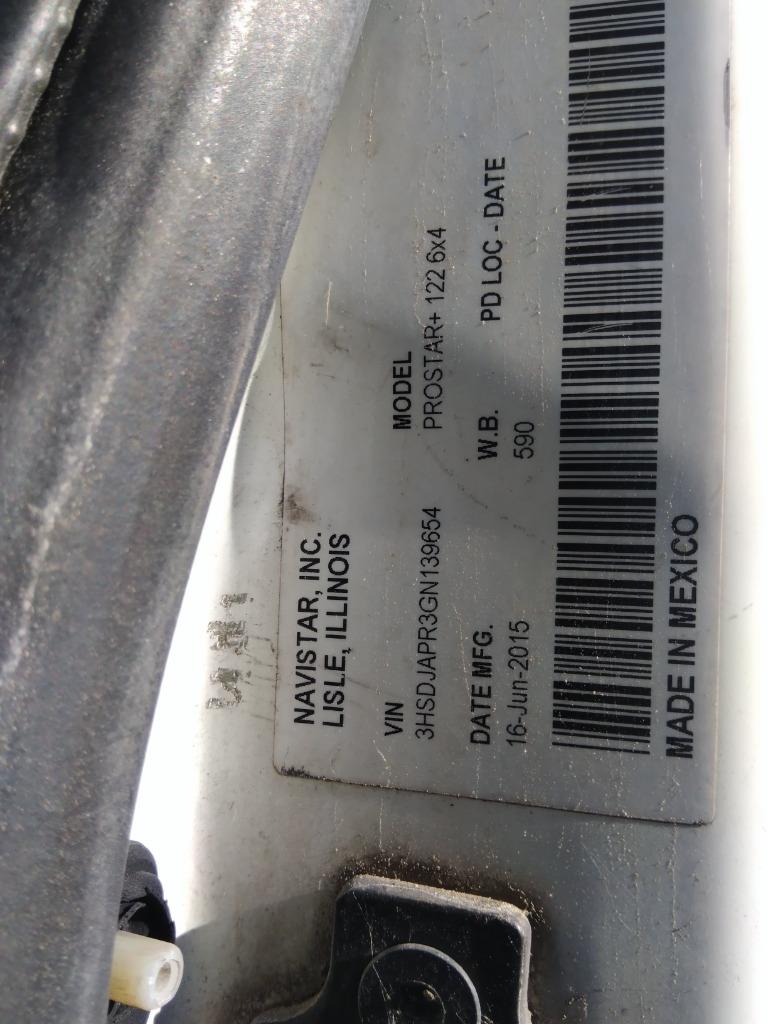 NAVISTAR, INC.
LISLE, ILLINOIS
VIN
3HSDJAPR3GN139654
MODEL
PROSTAR+ 122 6x4
DATE MFG.
16-Jun-2015
W.B.
590
PD LOC - DATE
MADE IN MEXICO